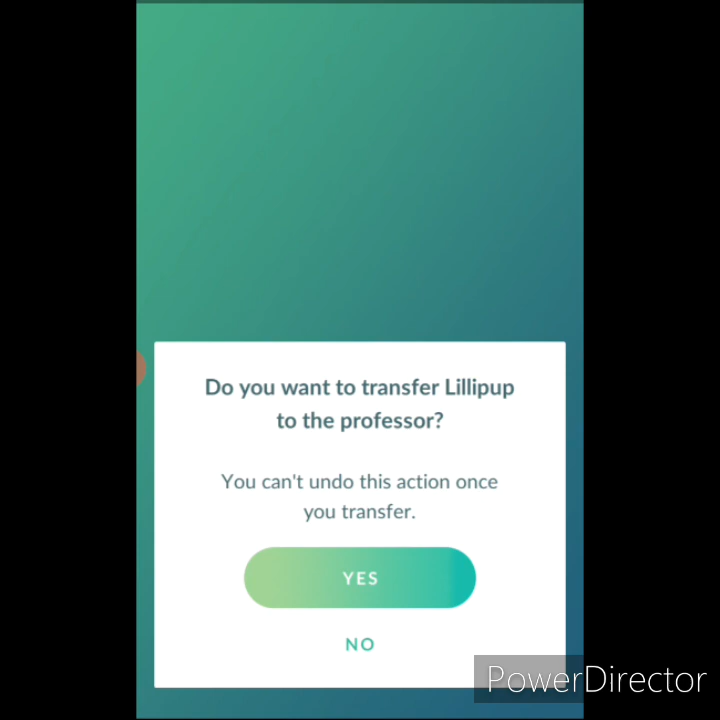 Do you want to transfer Lillipup
to the professor?
You can't undo this action once
you transfer.
YES
NO
PowerDirector